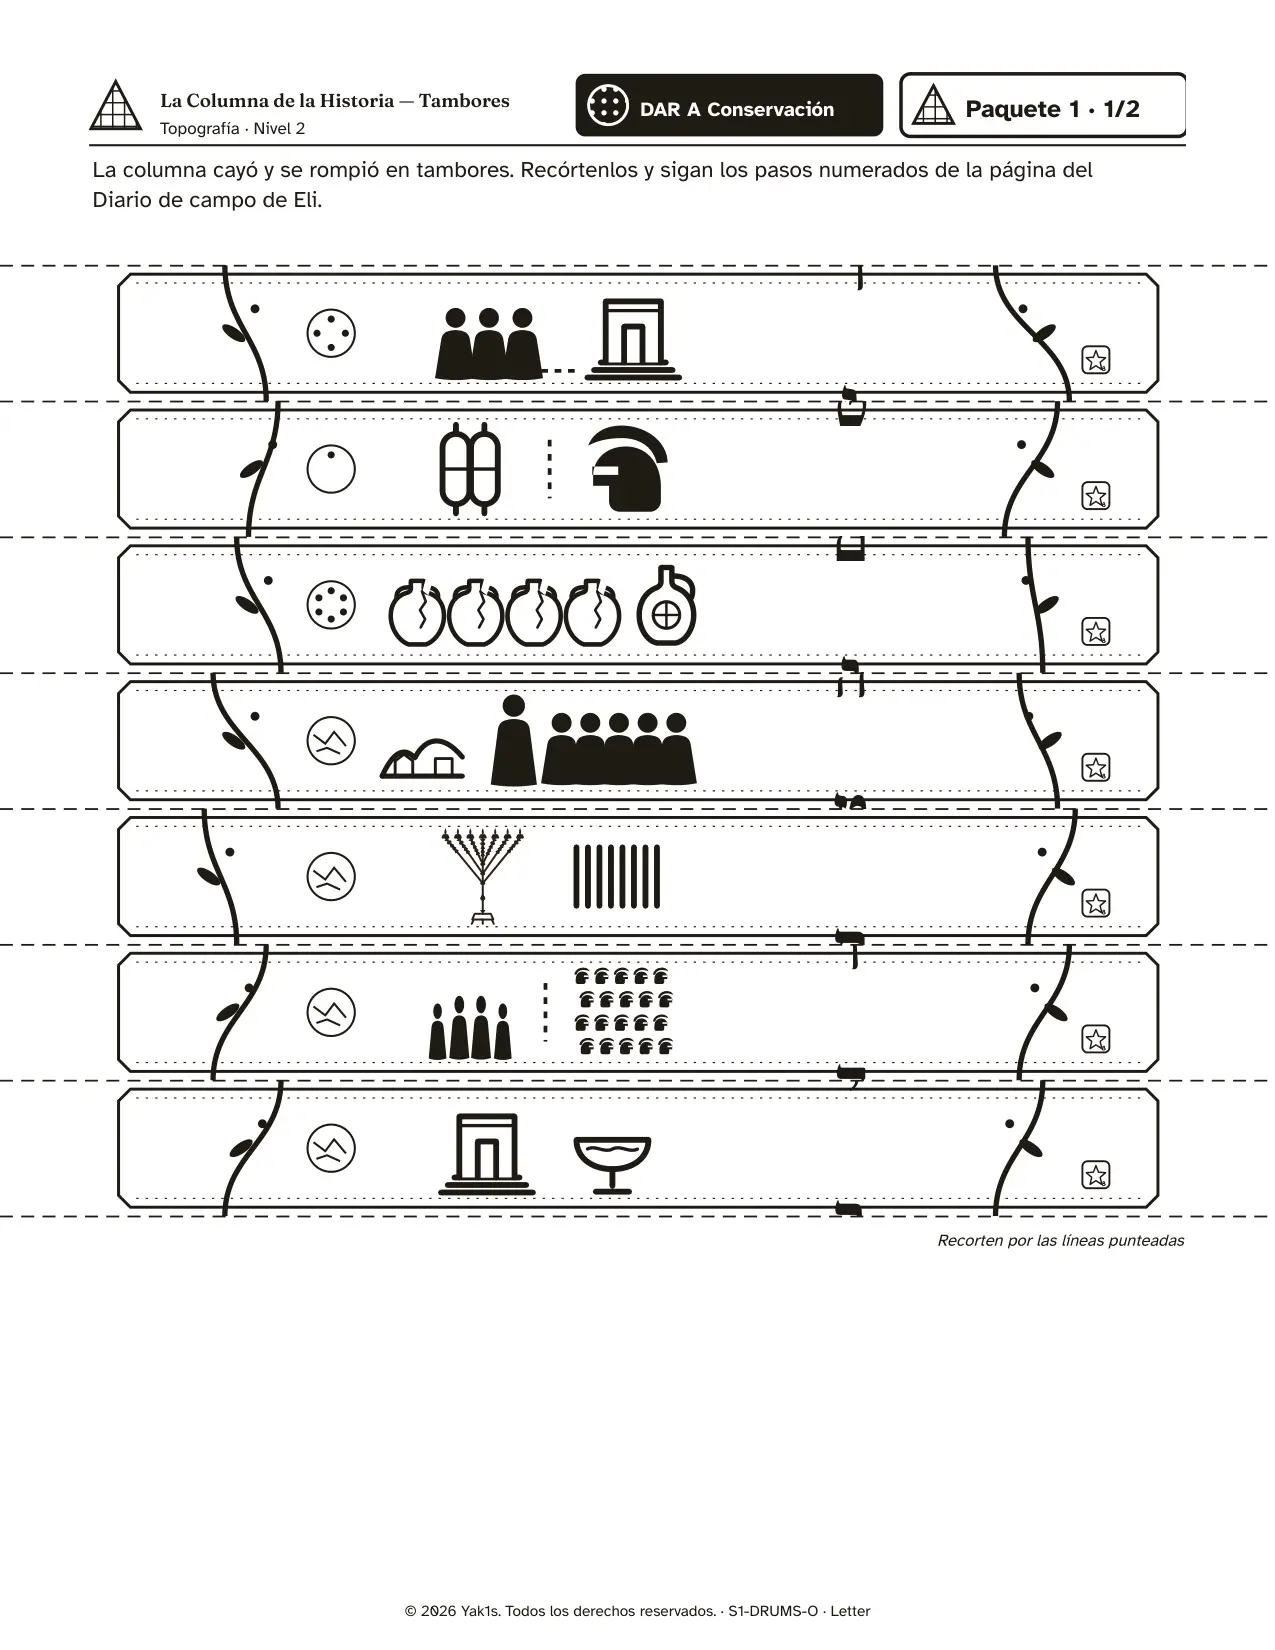 La Columna de la Historia — Tambores
Topografía · Nivel 2
DAR A Conservación
Paquete 1 · 1/2
La columna cayó y se rompió en tambores. Recórtenlos y sigan los pasos numerados de la página del
Diario de campo de Eli.
Recorten por las líneas punteadas
© 2026 Yak1s. Todos los derechos reservados. · S1-DRUMS-O · Letter